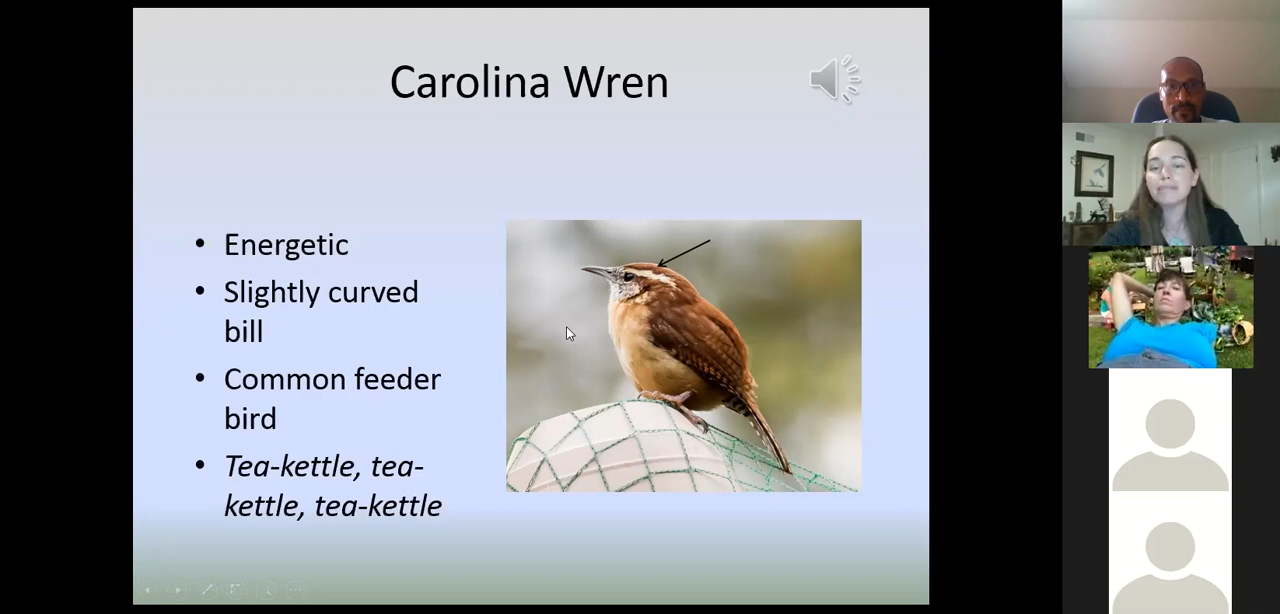 Carolina Wren
• Energetic
• Slightly curved
bill
• Common feeder
bird
• Tea-kettle, tea-
kettle, tea-kettle